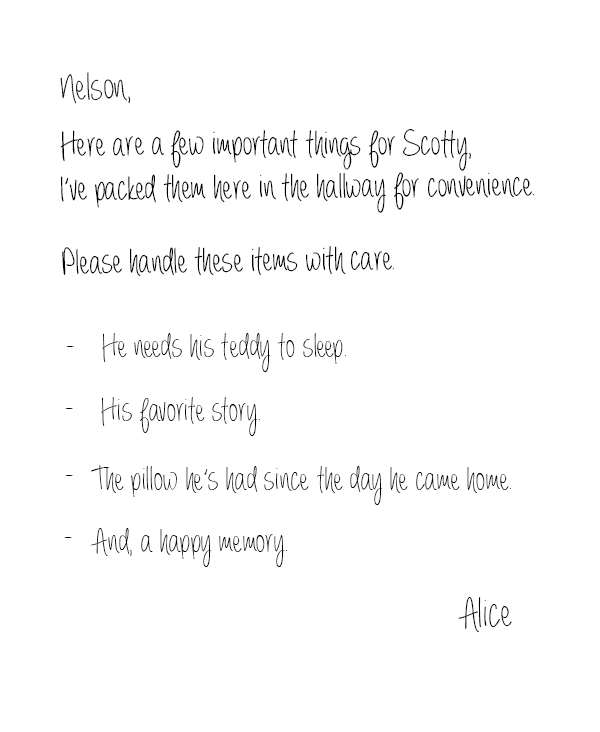 Nelson,
Here are a few important things for Scotty,
I've packed them here in the hallway for convenience.
Please handle these items with care.
- He needs his teddy to sleep.
- His favorite story.
- The pillow he's had since the day he came home.
- And, a happy memory.
Alice